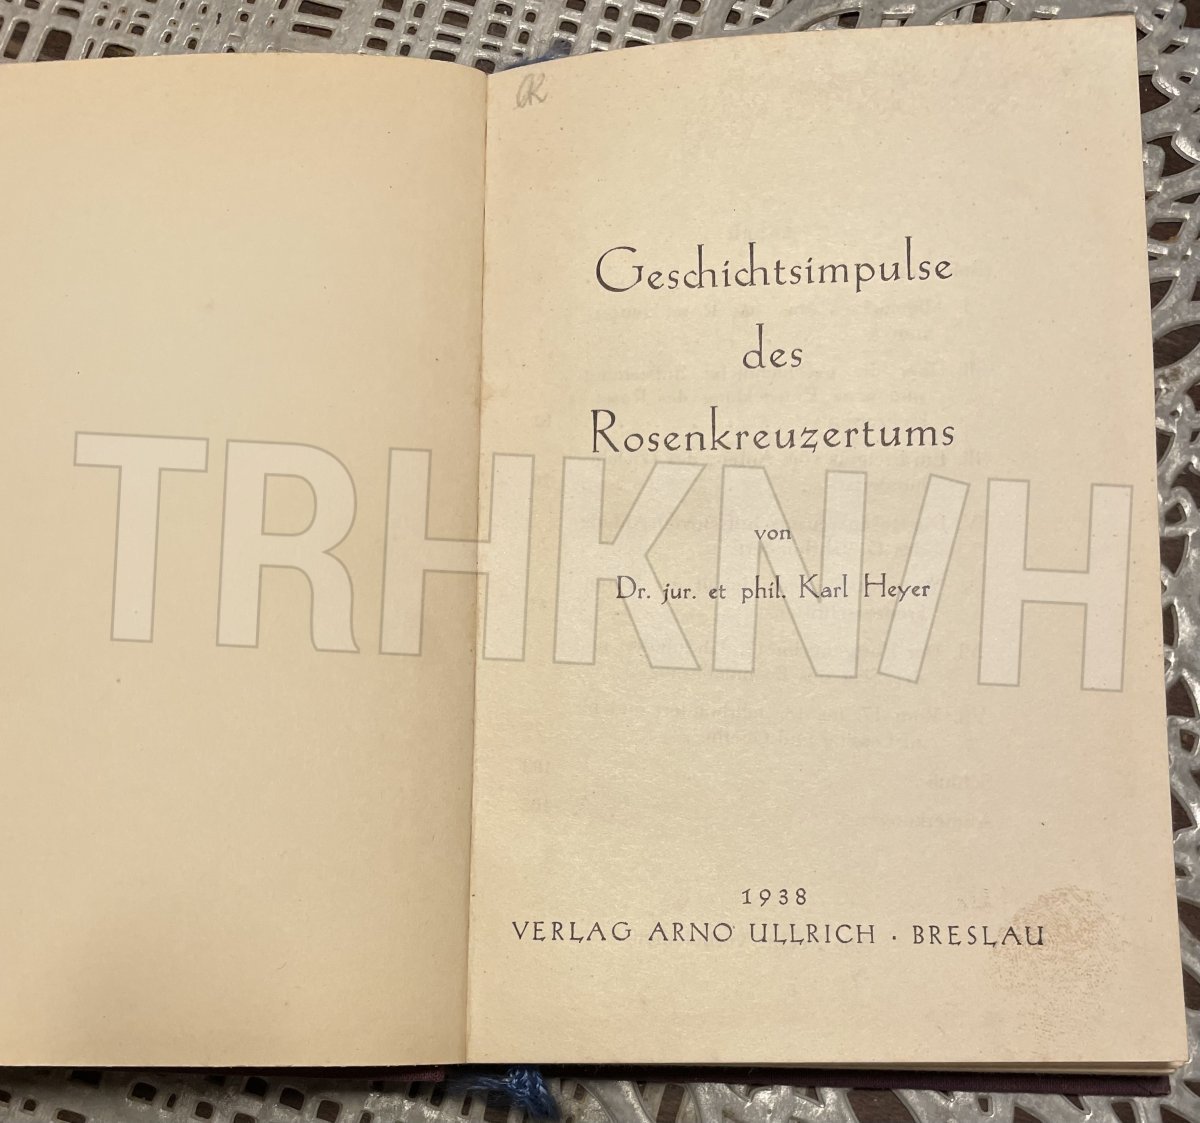 Geschichtsimpulse
des
Rosenkreuzertums
von
Dr. jur. et phil. Karl Heyer
TRHKN/H
1938
VERLAG ARNO ULLRICH · BRESLAU